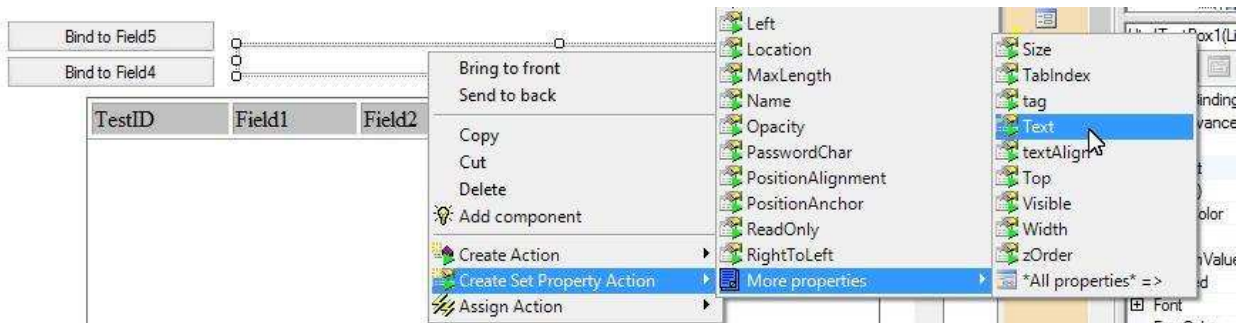 Bind to Field5
Bind to Field4
TestID Field1 Field2
Bring to front
Send to back
Copy
Cut
Delete
Add component
Create Action
Create Set Property Action
Assign Action
Left
Location
MaxLength
Name
Opacity
PasswordChar
PositionAlignment
PositionAnchor
ReadOnly
RightToLeft
More properties
Size
TabIndex
tag
Text
textAlign
Top
Visible
Width
zOrder
*All properties* =>
Font